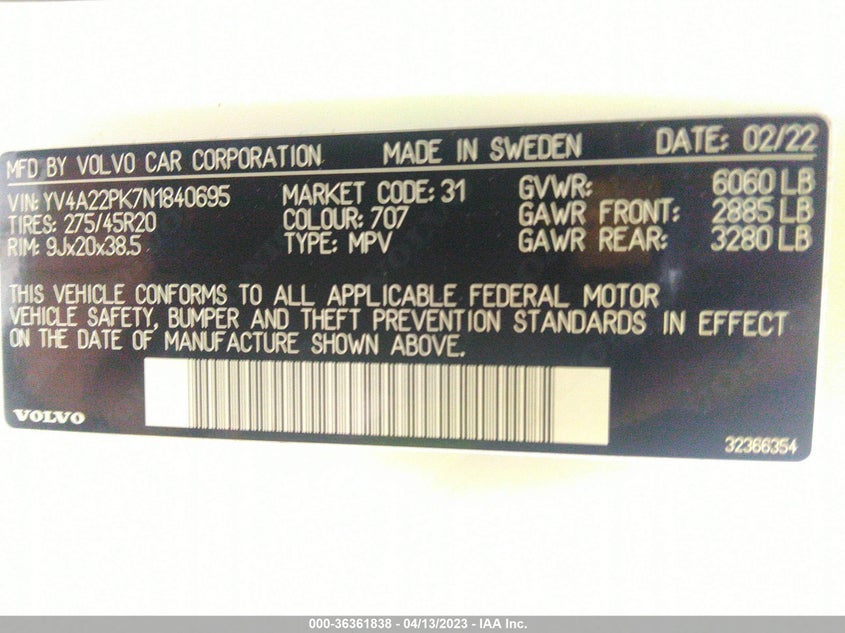 MFD BY VOLVO CAR CORPORATION MADE IN SWEDEN DATE: 02/22
VIN: YV4A22PK7N1840695 MARKET CODE: 31 GVWR: 6060 LB
TIRES: 275/45R20 COLOUR: 707 GAWR FRONT: 2885 LB
RIM: 9Jx20x38.5 TYPE: MPV GAWR REAR: 3280 LB
THIS VEHICLE CONFORMS TO ALL APPLICABLE FEDERAL MOTOR
VEHICLE SAFETY, BUMPER AND THEFT PREVENTION STANDARDS IN EFFECT
ON THE DATE OF MANUFACTURE SHOWN ABOVE.
VOLVO
32366354
000-36361838 - 04/13/2023 - IAA Inc.